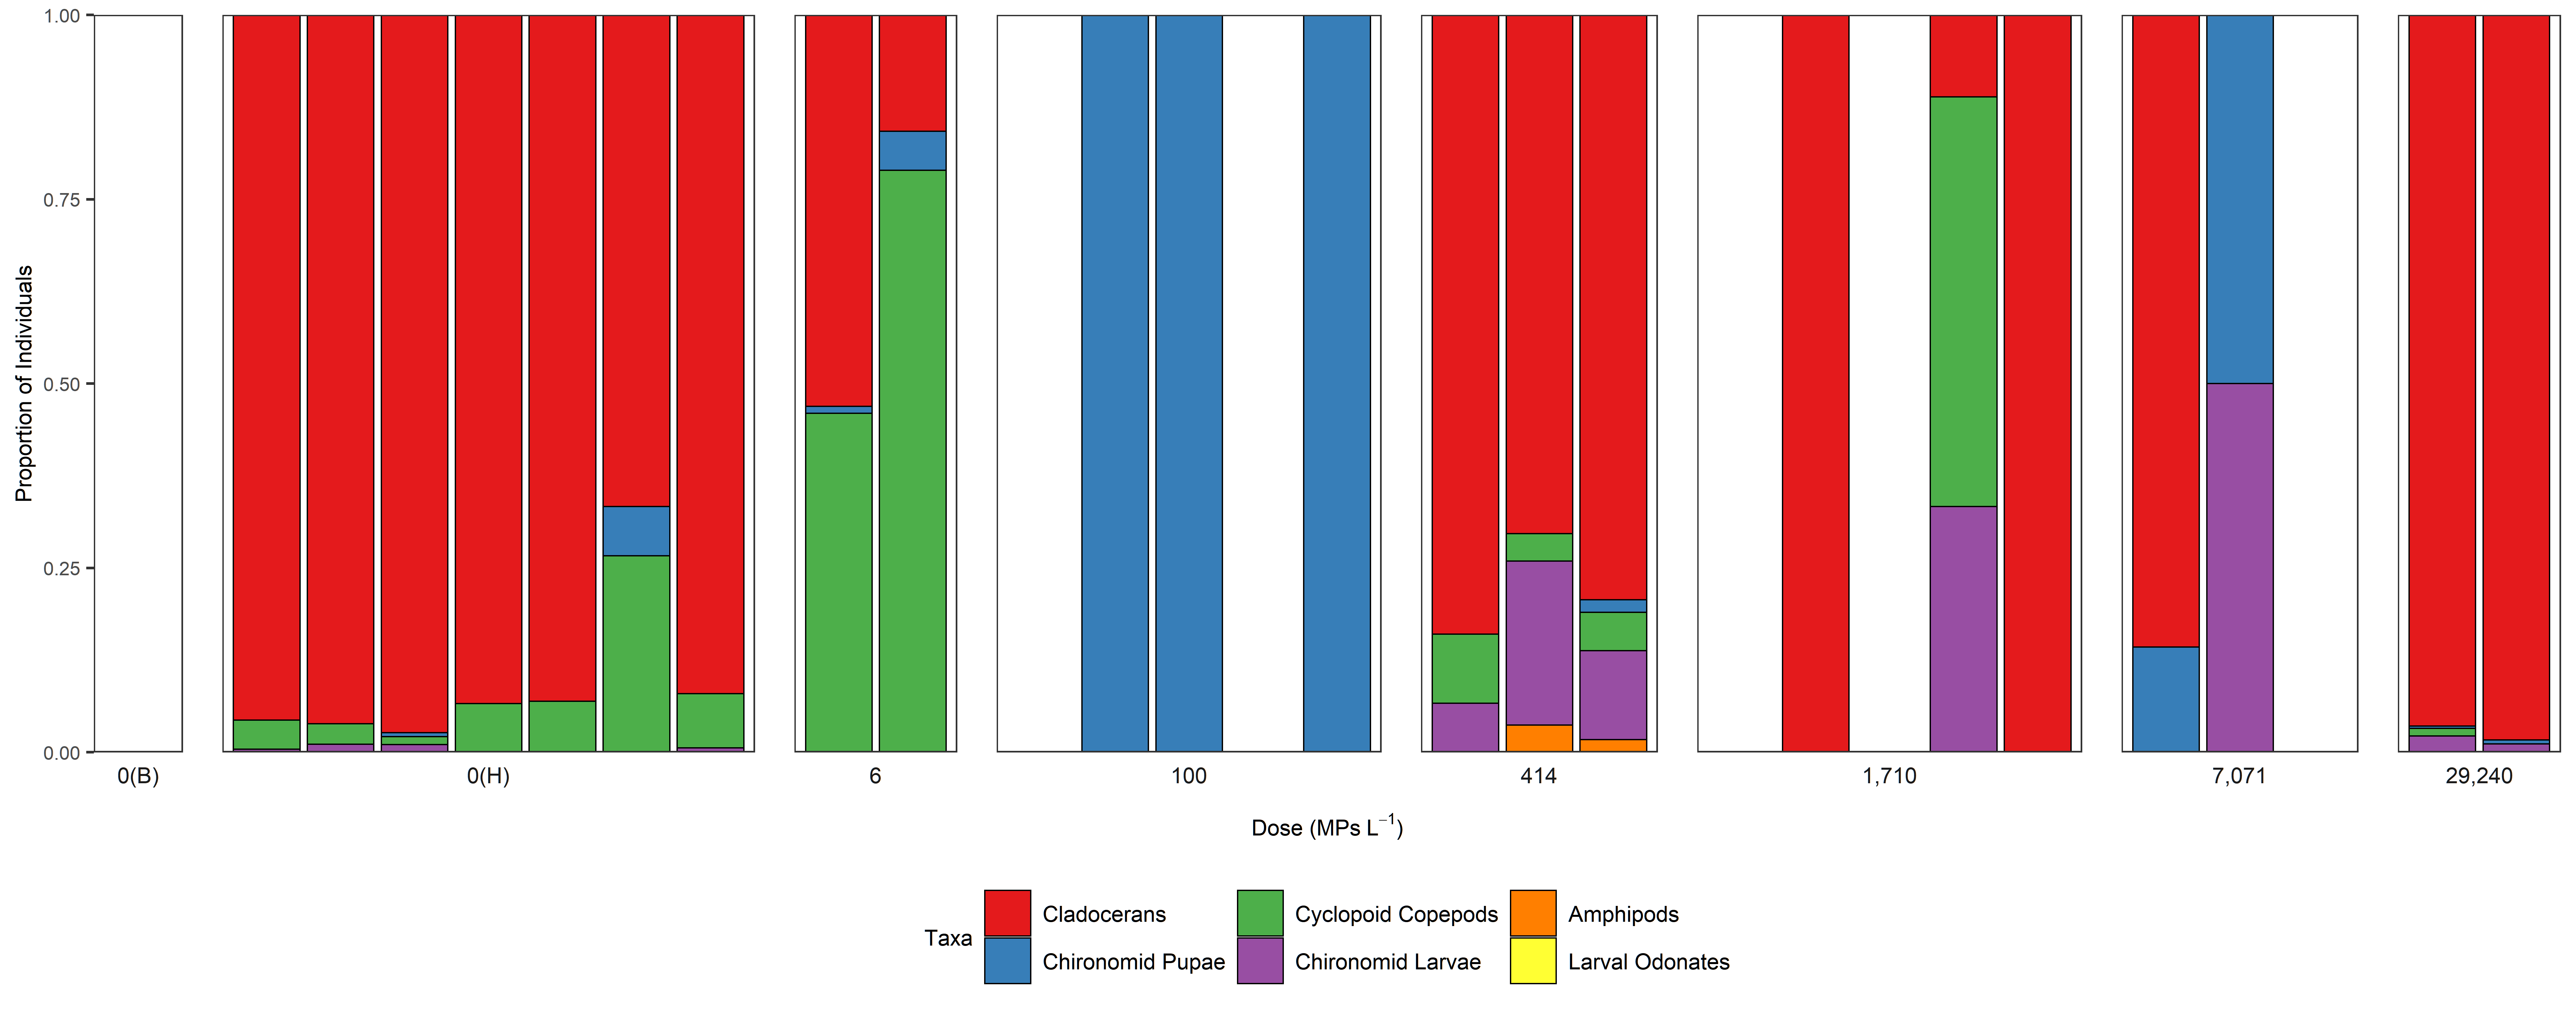 1.00
0.75
0.50
0.25
0.00
Proportion of Individuals
0(B) 0(H) 6 100 414 1,710 7,071 29,240
Dose (MPs L⁻¹)
Taxa
Cladocerans Cyclopoid Copepods Amphipods
Chironomid Pupae Chironomid Larvae Larval Odonates